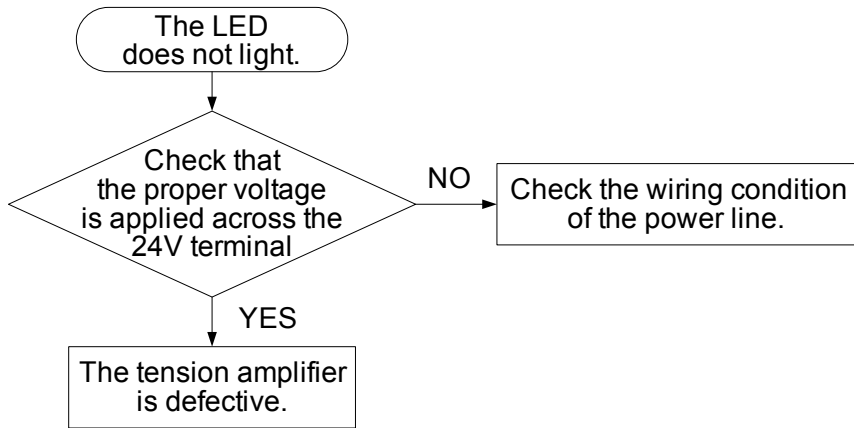 The LED
does not light.
Check that
the proper voltage
is applied across the
24V terminal
NO
Check the wiring condition
of the power line.
YES
The tension amplifier
is defective.